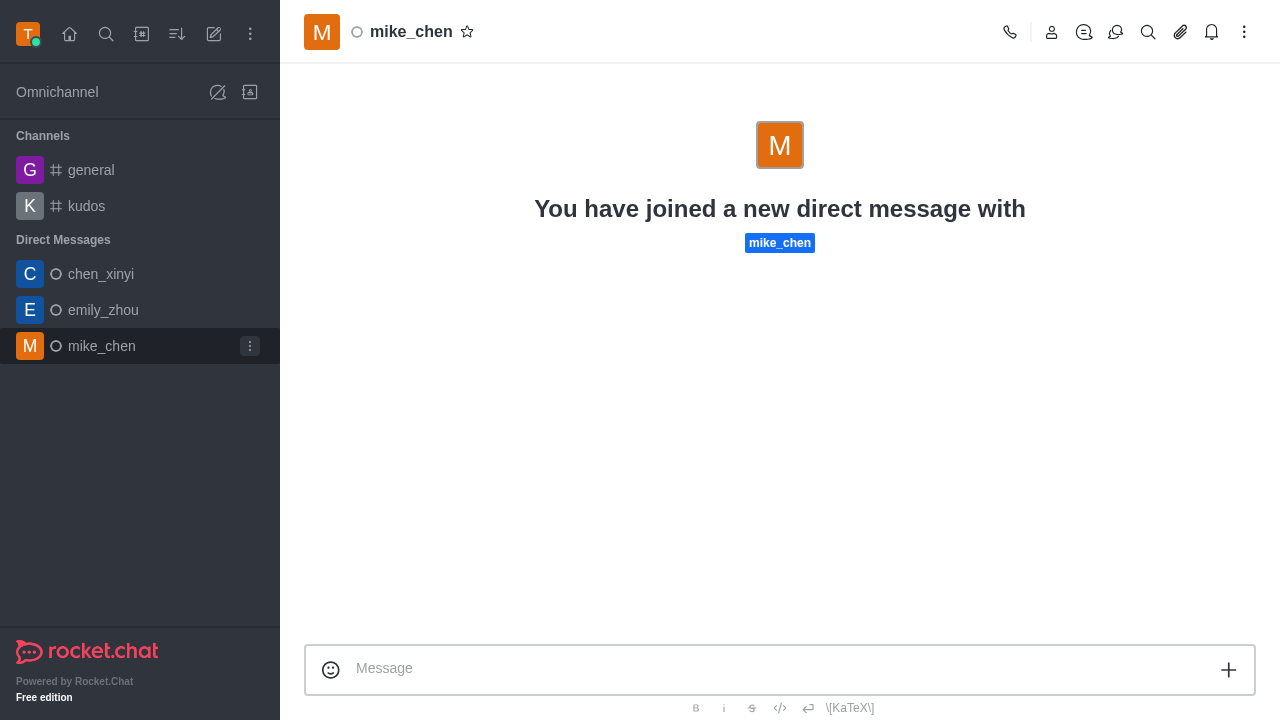 T
Omnichannel
Channels
G general
K kudos
Direct Messages
C chen_xinyi
E emily_zhou
M mike_chen
rocket.chat
Powered by Rocket.Chat
Free edition
M mike_chen
M
You have joined a new direct message with
mike_chen
Message
B i S \[KaTeX\]